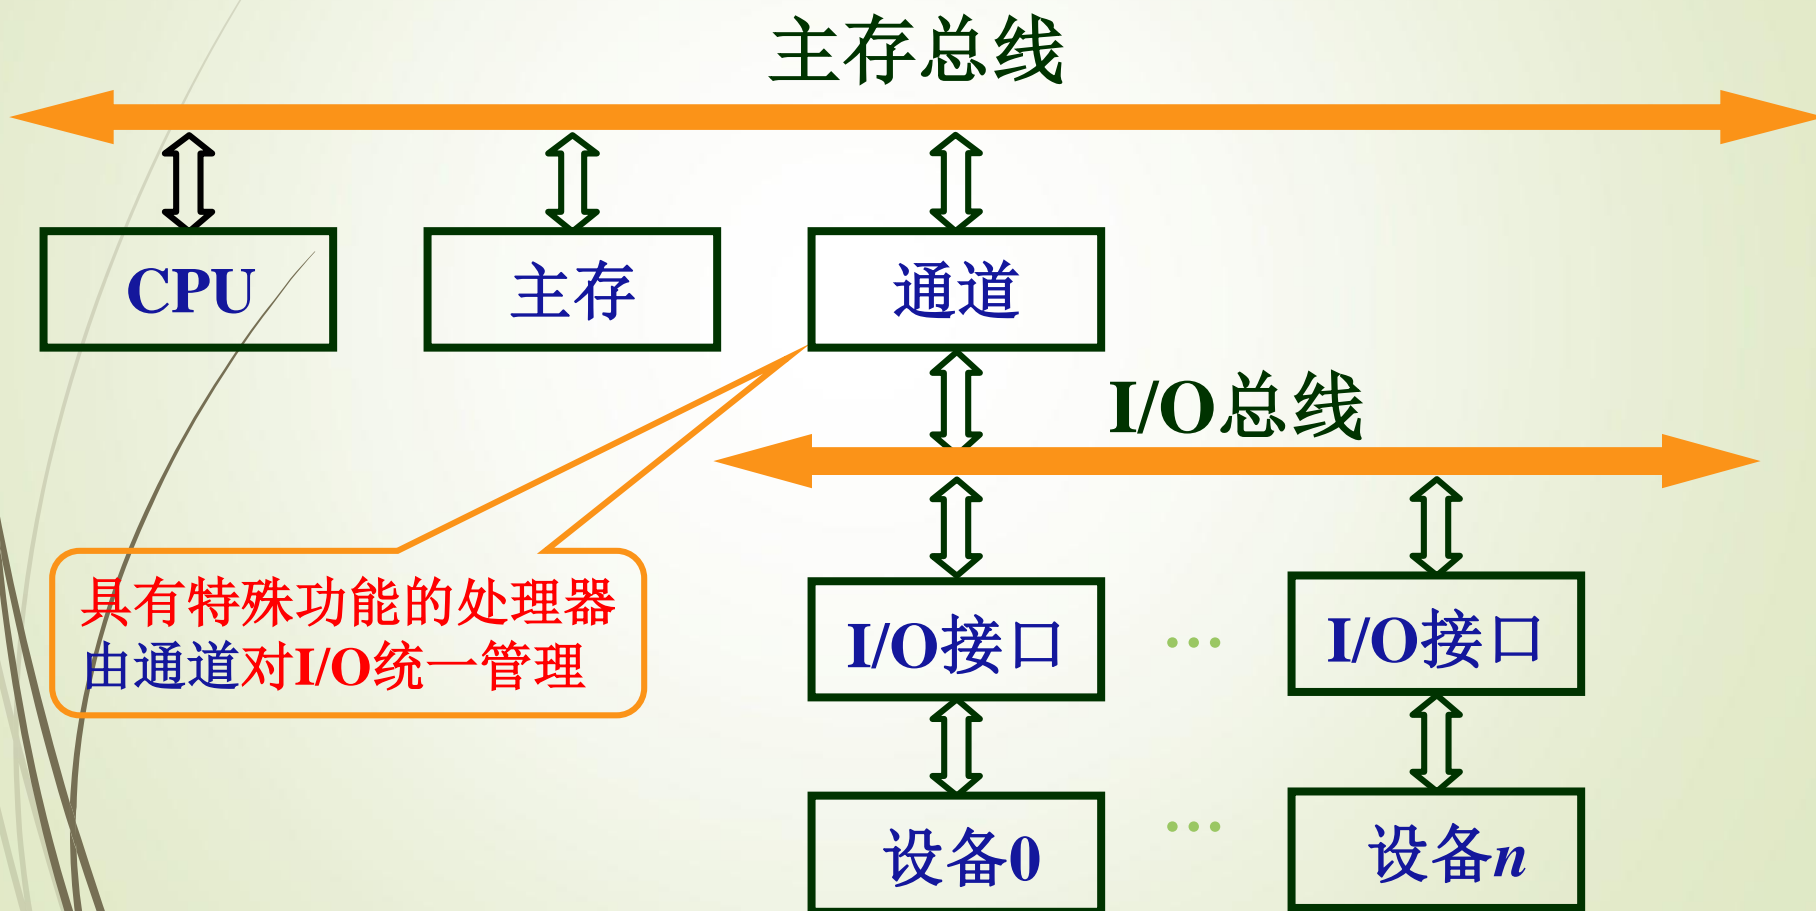 主存总线
CPU
主存
通道
I/O总线
具有特殊功能的处理器
由通道对I/O统一管理
I/O接口
…
I/O接口
设备0
…
设备n